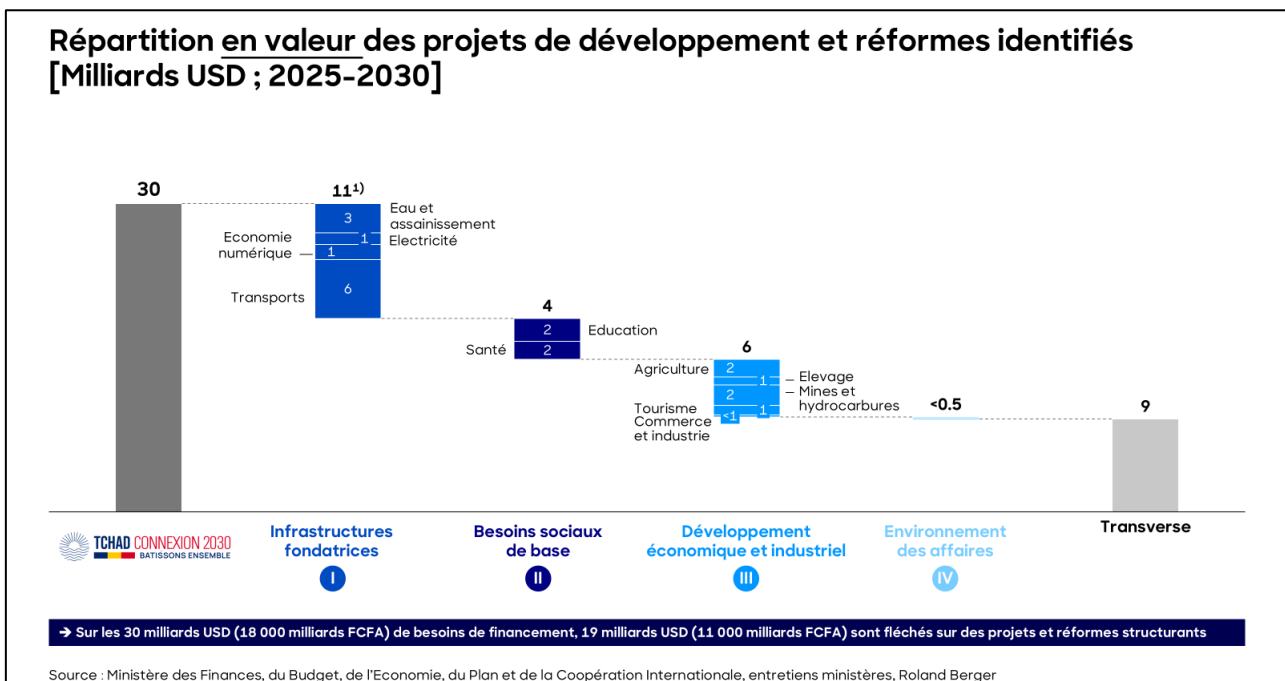 Répartition en valeur des projets de développement et réformes identifiés
[Milliards USD ; 2025-2030]
30
11¹⁾
3
Eau et
assainissement
1
Electricité
Economie
numérique
1
Transports
6
4
2
Education
Santé
2
6
Agriculture
2
1
Elevage
2
Mines et
hydrocarbures
Tourisme
1
Commerce
et industrie
<1
<0.5
9
TCHAD CONNEXION 2030
BATISSONS ENSEMBLE
Infrastructures
fondatrices
I
Besoins sociaux
de base
II
Développement
économique et industriel
III
Environnement
des affaires
IV
Transverse
→ Sur les 30 milliards USD (18 000 milliards FCFA) de besoins de financement, 19 milliards USD (11 000 milliards FCFA) sont fléchés sur des projets et réformes structurants
Source : Ministère des Finances, du Budget, de l'Economie, du Plan et de la Coopération Internationale, entretiens ministères, Roland Berger